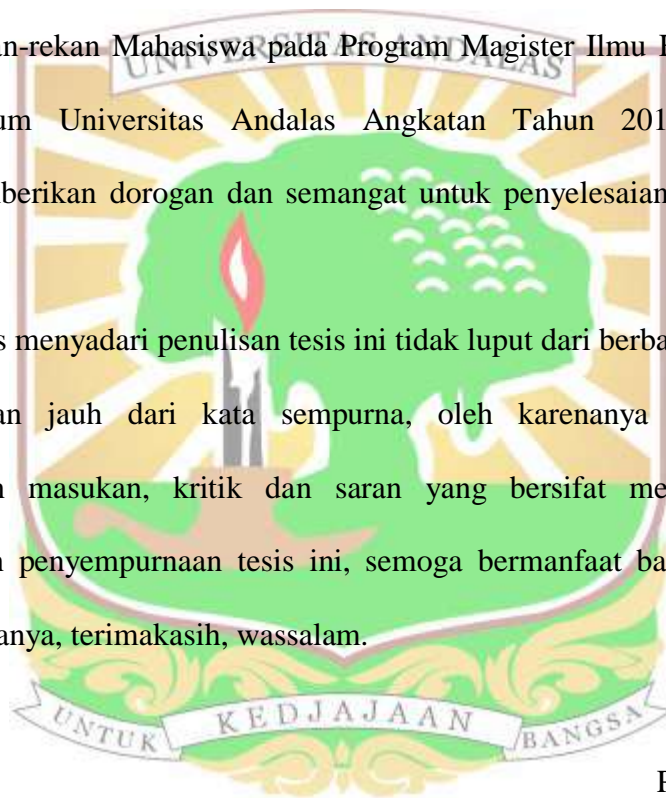 an-rekan Mahasiswa pada Program Magister Ilmu
UNIVERSITAS ANDALAS
um Universitas Andalas Angkatan Tahun 201
berikan dorogan dan semangat untuk penyelesaian
s menyadari penulisan tesis ini tidak luput dari berba
an jauh dari kata sempurna, oleh karenanya
n masukan, kritik dan saran yang bersifat me
n penyempurnaan tesis ini, semoga bermanfaat ba
anya, terimakasih, wassalam.
UNTUK KEDJAJAAN BANGSA